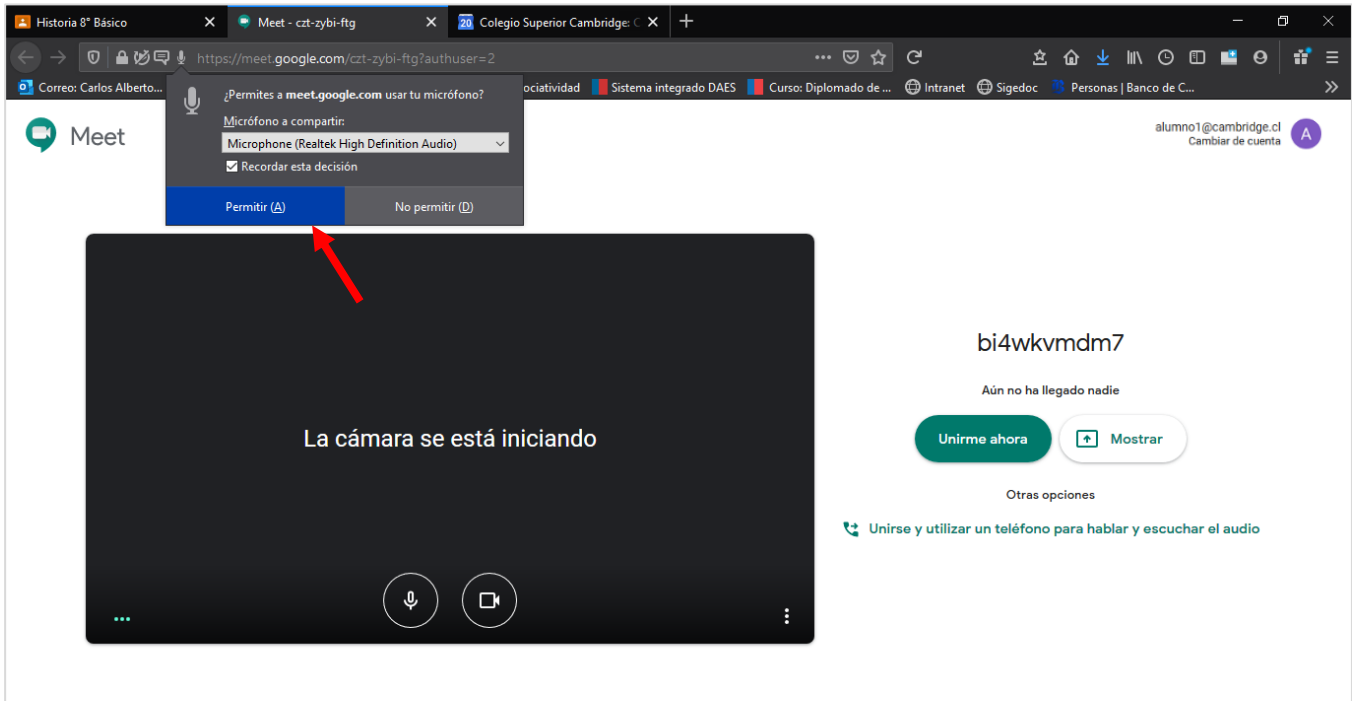 Historia 8° Básico
Meet - czt-zybi-ftg
20 Colegio Superior Cambridge: C
https://meet.google.com/czt-zybi-ftg?authuser=2
Correo: Carlos Alberto...
ociatividad
Sistema integrado DAES
Curso: Diplomado de ...
Intranet
Sigedoc
Personas | Banco de C...
¿Permites a meet.google.com usar tu micrófono?
Micrófono a compartir:
Microphone (Realtek High Definition Audio)
Recordar esta decisión
Permitir (A)
No permitir (D)
Meet
alumno1@cambridge.cl
Cambiar de cuenta
A
La cámara se está iniciando
bi4wkvmdm7
Aún no ha llegado nadie
Unirme ahora
Mostrar
Otras opciones
Unirse y utilizar un teléfono para hablar y escuchar el audio